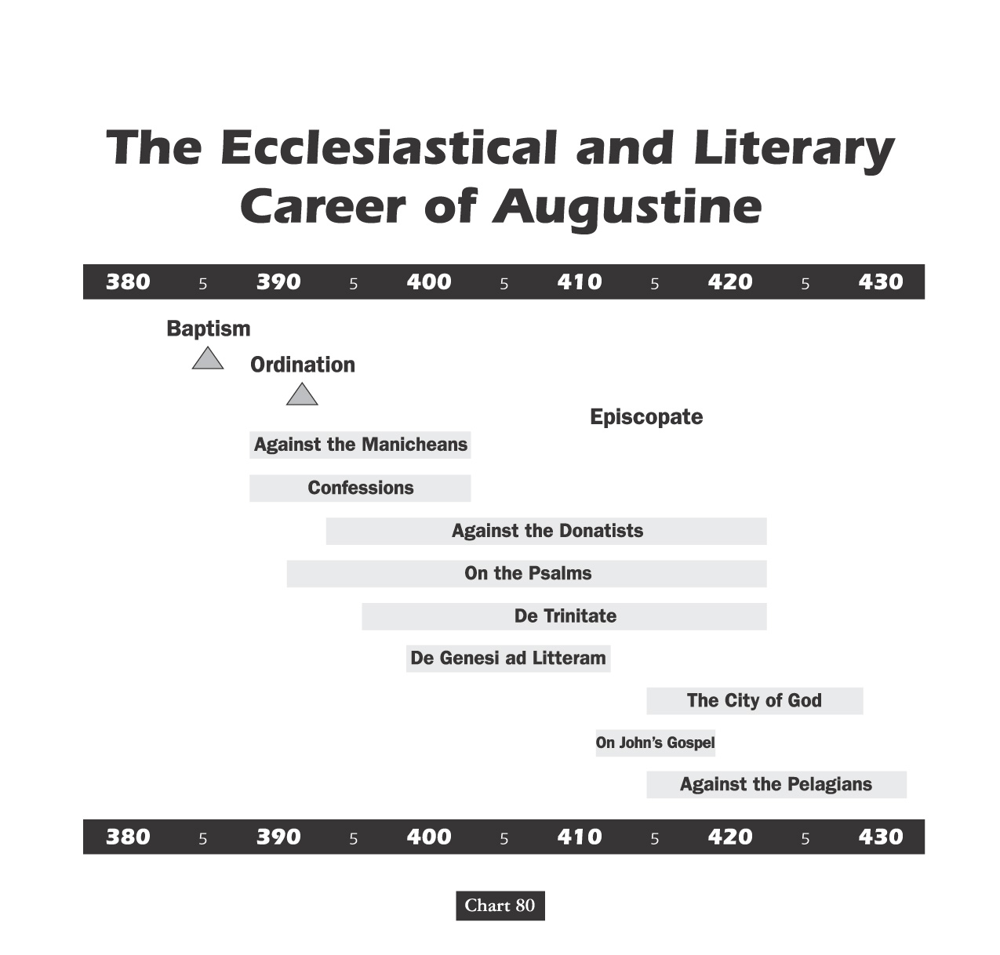 The Ecclesiastical and Literary
Career of Augustine
380 5 390 5 400 5 410 5 420 5 430
Baptism
Ordination
Episcopate
Against the Manicheans
Confessions
Against the Donatists
On the Psalms
De Trinitate
De Genesi ad Litteram
The City of God
On John’s Gospel
Against the Pelagians
380 5 390 5 400 5 410 5 420 5 430
Chart 80